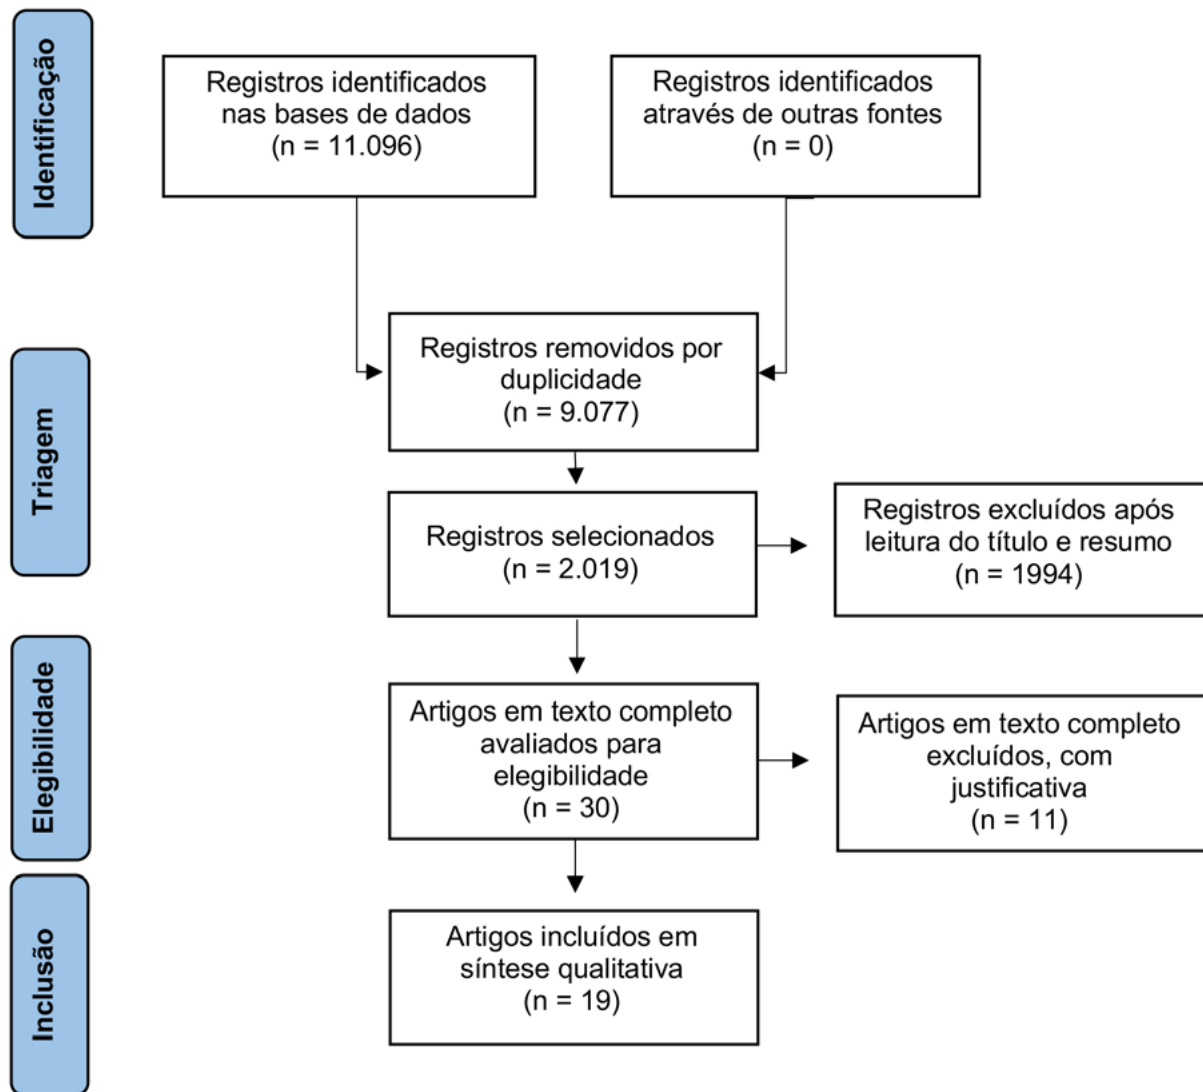 Identificação
Registros identificados
nas bases de dados
(n = 11.096)
Registros identificados
através de outras fontes
(n = 0)
Triagem
Registros removidos por
duplicidade
(n = 9.077)
Registros selecionados
(n = 2.019)
Registros excluídos após
leitura do título e resumo
(n = 1994)
Elegibilidade
Artigos em texto completo
avaliados para
elegibilidade
(n = 30)
Artigos em texto completo
excluídos, com
justificativa
(n = 11)
Inclusão
Artigos incluídos em
síntese qualitativa
(n = 19)